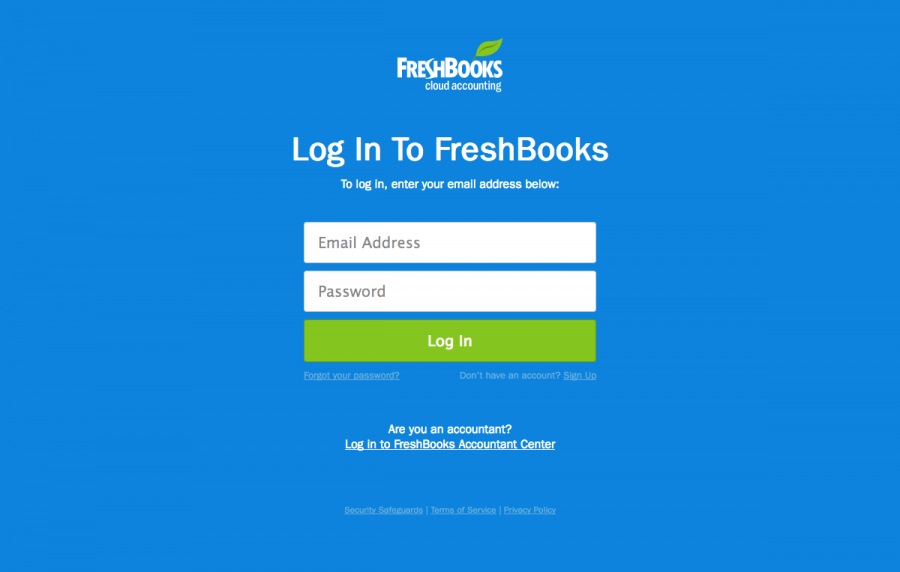 FRESHBOOKS
cloud accounting
Log In To FreshBooks
To log in, enter your email address below:
Email Address
Password
Log In
Forgot your password? Don't have an account? Sign Up
Are you an accountant?
Log in to FreshBooks Accountant Center
Security Safeguards | Terms of Service | Privacy Policy